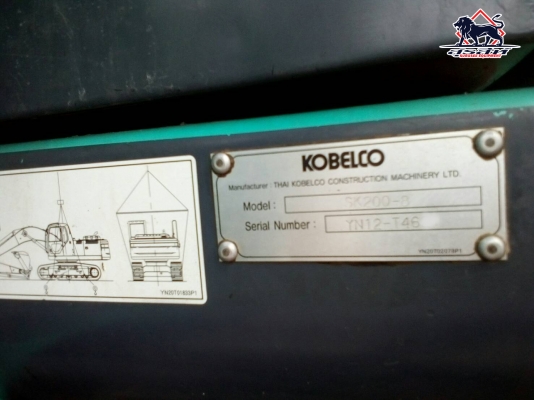 KOBELCO
Manufacturer : THAI KOBELCO CONSTRUCTION MACHINERY LTD.
Model : SK200-8
Serial Number : YN12-T46